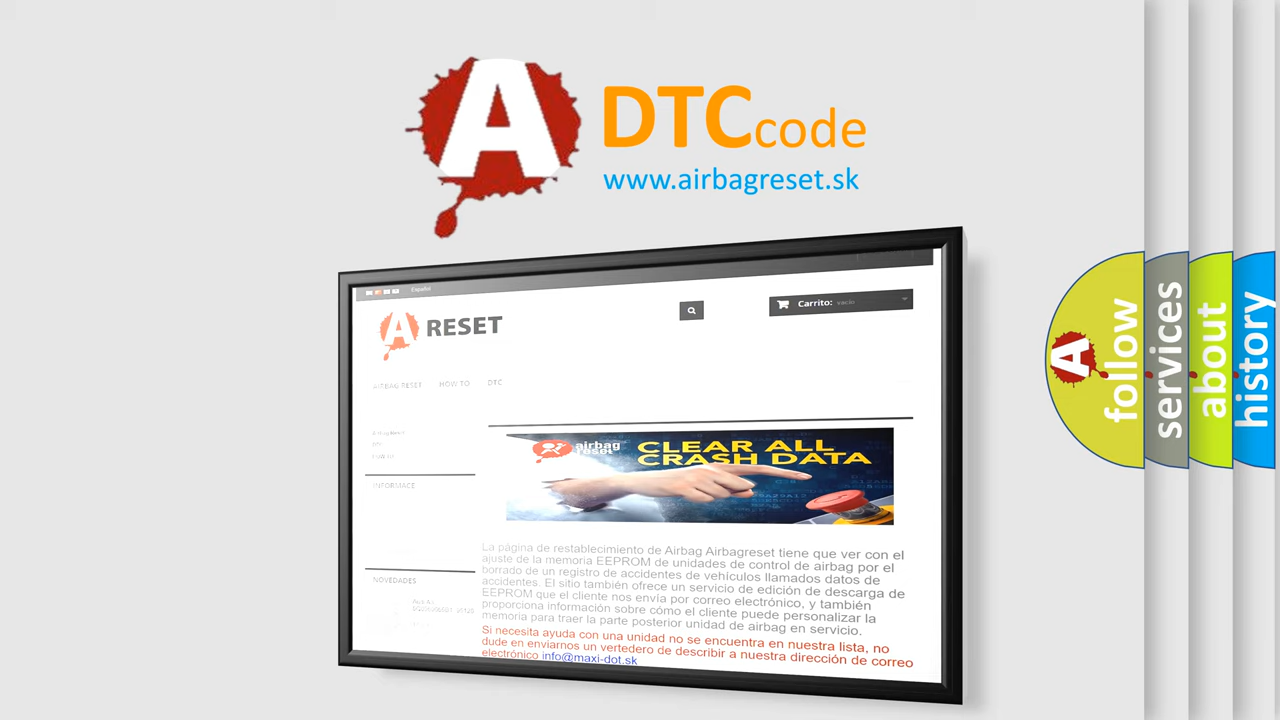 A
DTCcode
www.airbagreset.sk
Español
A RESET
Carrito: vacío
AIRBAG RESET HOW TO DTC
INFORMACE
NOVEDADES
airbag
reset
CLEAR ALL
CRASH DATA
La página de restablecimiento de Airbag Airbagreset tiene que ver con el
ajuste de la memoria EEPROM de unidades de control de airbag por el
borrado de un registro de accidentes de vehículos llamados datos de
accidentes. El sitio también ofrece un servicio de edición de descarga de
EEPROM que el cliente nos envía por correo electrónico, y también
proporciona información sobre cómo el cliente puede personalizar la
memoria para traer la parte posterior unidad de airbag en servicio.
Si necesita ayuda con una unidad no se encuentra en nuestra lista, no
dude en enviarnos un vertedero de describir a nuestra dirección de correo
electrónico info@maxi-dot.sk
A
follow
services
about
history